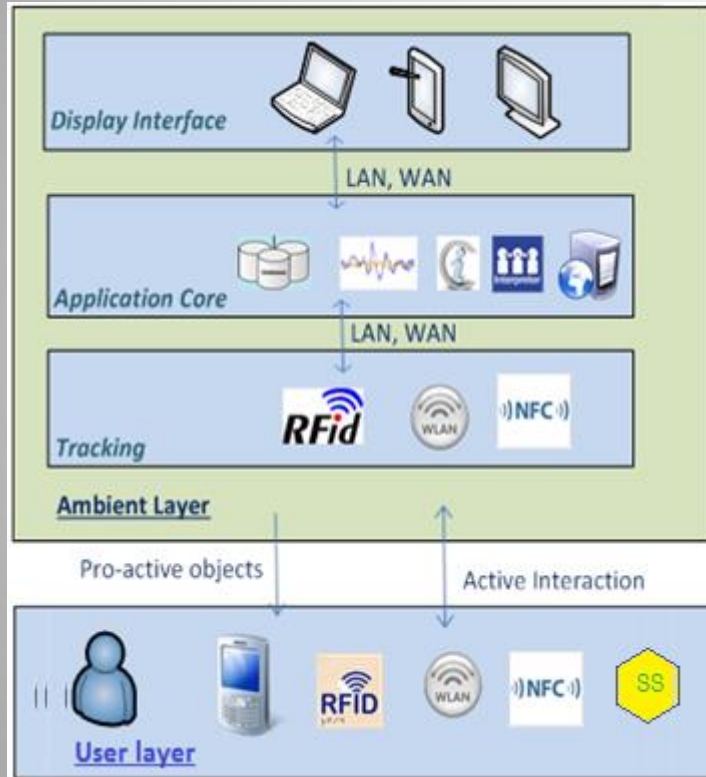 Display Interface
LAN, WAN
Application Core
LAN, WAN
RFid
WLAN
))NFC))
Tracking
Ambient Layer
Pro-active objects
Active Interaction
RFID
WLAN
))NFC))
SS
User layer